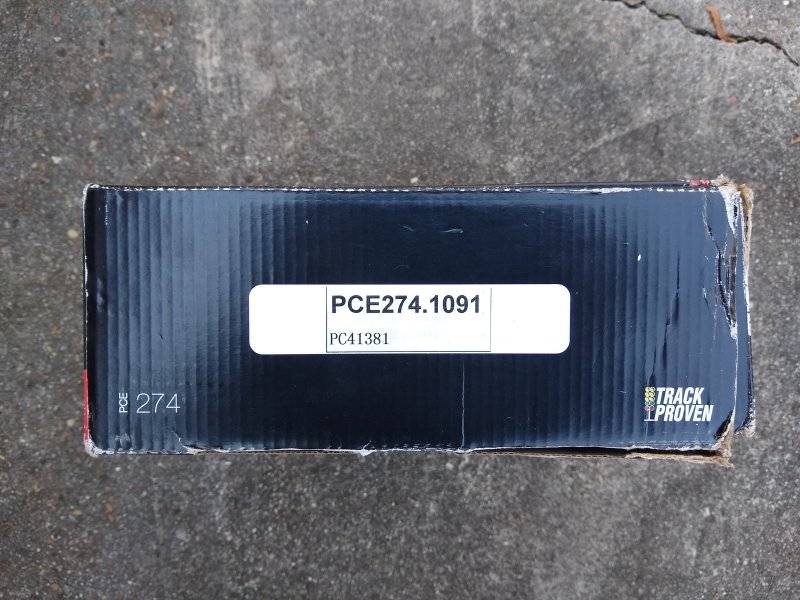 PCE274.1091
PC41381
PCE 274
TRACK
PROVEN